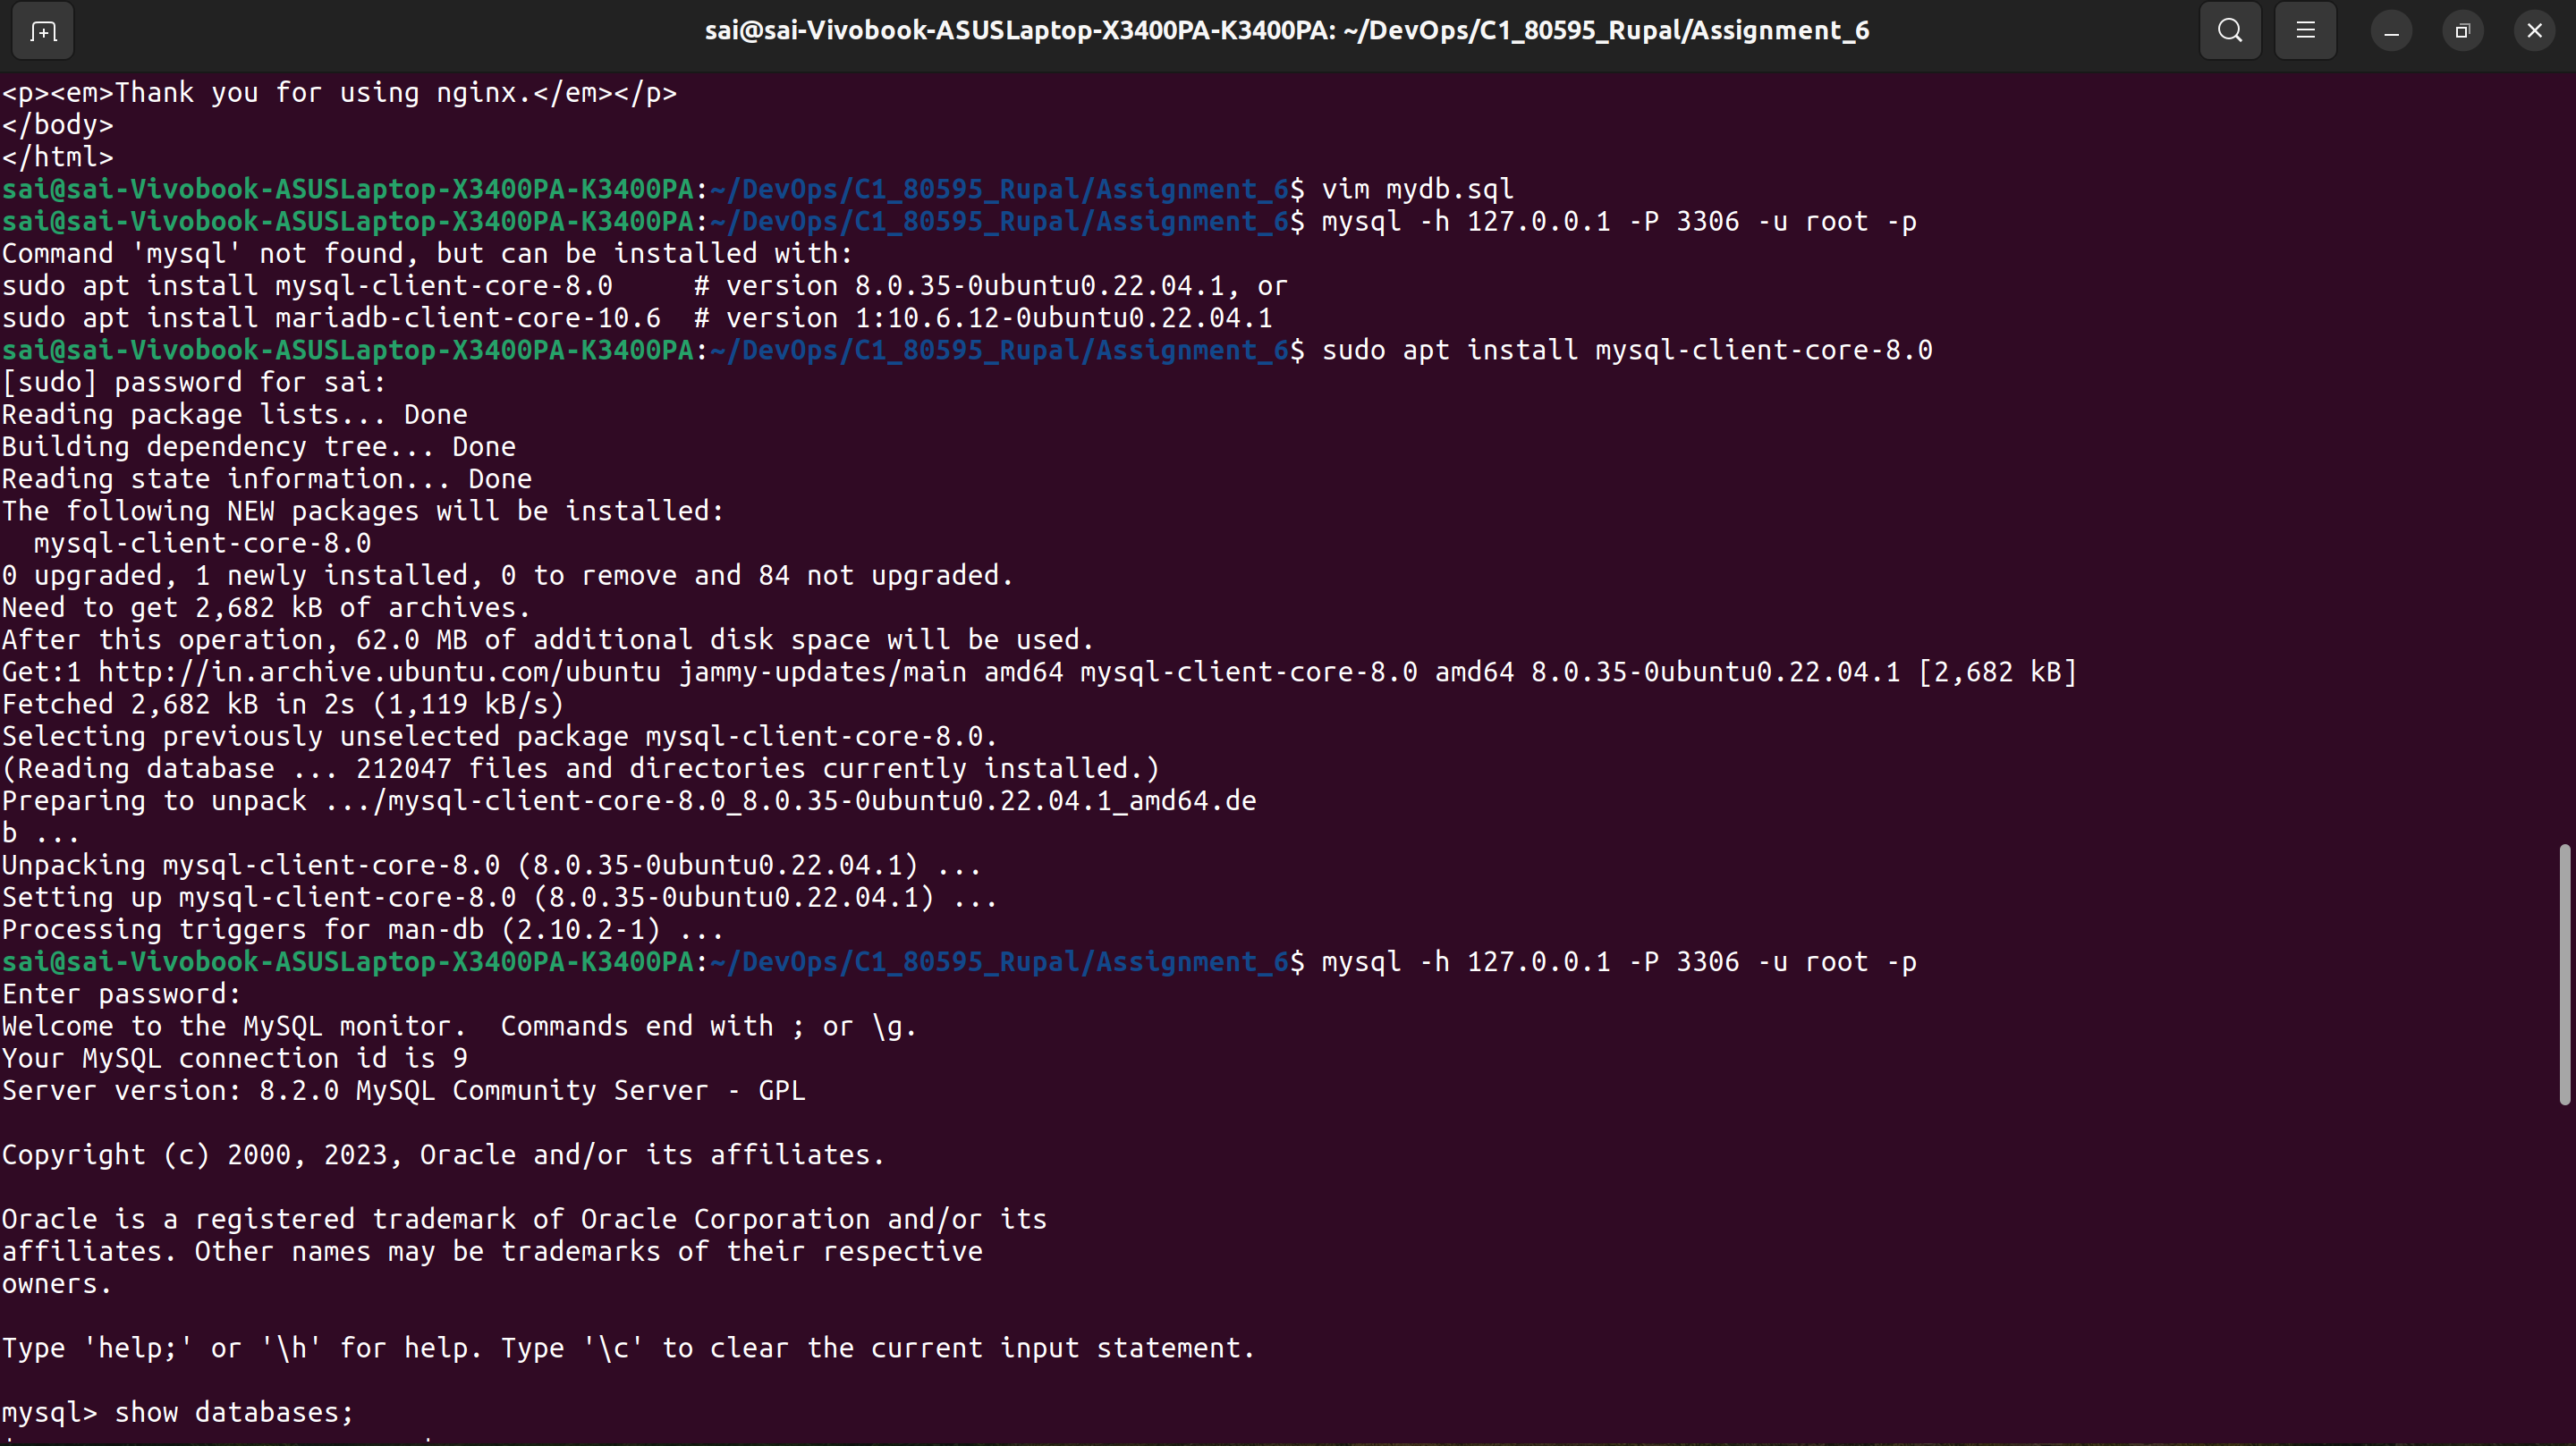 sai@sai-Vivobook-ASUSLaptop-X3400PA-K3400PA: ~/DevOps/C1_80595_Rupal/Assignment_6
<p><em>Thank you for using nginx.</em></p>
</body>
</html>
sai@sai-Vivobook-ASUSLaptop-X3400PA-K3400PA:~/DevOps/C1_80595_Rupal/Assignment_6$ vim mydb.sql
sai@sai-Vivobook-ASUSLaptop-X3400PA-K3400PA:~/DevOps/C1_80595_Rupal/Assignment_6$ mysql -h 127.0.0.1 -P 3306 -u root -p
Command 'mysql' not found, but can be installed with:
sudo apt install mysql-client-core-8.0     # version 8.0.35-0ubuntu0.22.04.1, or
sudo apt install mariadb-client-core-10.6  # version 1:10.6.12-0ubuntu0.22.04.1
sai@sai-Vivobook-ASUSLaptop-X3400PA-K3400PA:~/DevOps/C1_80595_Rupal/Assignment_6$ sudo apt install mysql-client-core-8.0
[sudo] password for sai:
Reading package lists... Done
Building dependency tree... Done
Reading state information... Done
The following NEW packages will be installed:
  mysql-client-core-8.0
0 upgraded, 1 newly installed, 0 to remove and 84 not upgraded.
Need to get 2,682 kB of archives.
After this operation, 62.0 MB of additional disk space will be used.
Get:1 http://in.archive.ubuntu.com/ubuntu jammy-updates/main amd64 mysql-client-core-8.0 amd64 8.0.35-0ubuntu0.22.04.1 [2,682 kB]
Fetched 2,682 kB in 2s (1,119 kB/s)
Selecting previously unselected package mysql-client-core-8.0.
(Reading database ... 212047 files and directories currently installed.)
Preparing to unpack .../mysql-client-core-8.0_8.0.35-0ubuntu0.22.04.1_amd64.de
b ...
Unpacking mysql-client-core-8.0 (8.0.35-0ubuntu0.22.04.1) ...
Setting up mysql-client-core-8.0 (8.0.35-0ubuntu0.22.04.1) ...
Processing triggers for man-db (2.10.2-1) ...
sai@sai-Vivobook-ASUSLaptop-X3400PA-K3400PA:~/DevOps/C1_80595_Rupal/Assignment_6$ mysql -h 127.0.0.1 -P 3306 -u root -p
Enter password:
Welcome to the MySQL monitor.  Commands end with ; or \g.
Your MySQL connection id is 9
Server version: 8.2.0 MySQL Community Server - GPL

Copyright (c) 2000, 2023, Oracle and/or its affiliates.

Oracle is a registered trademark of Oracle Corporation and/or its
affiliates. Other names may be trademarks of their respective
owners.

Type 'help;' or '\h' for help. Type '\c' to clear the current input statement.

mysql> show databases;